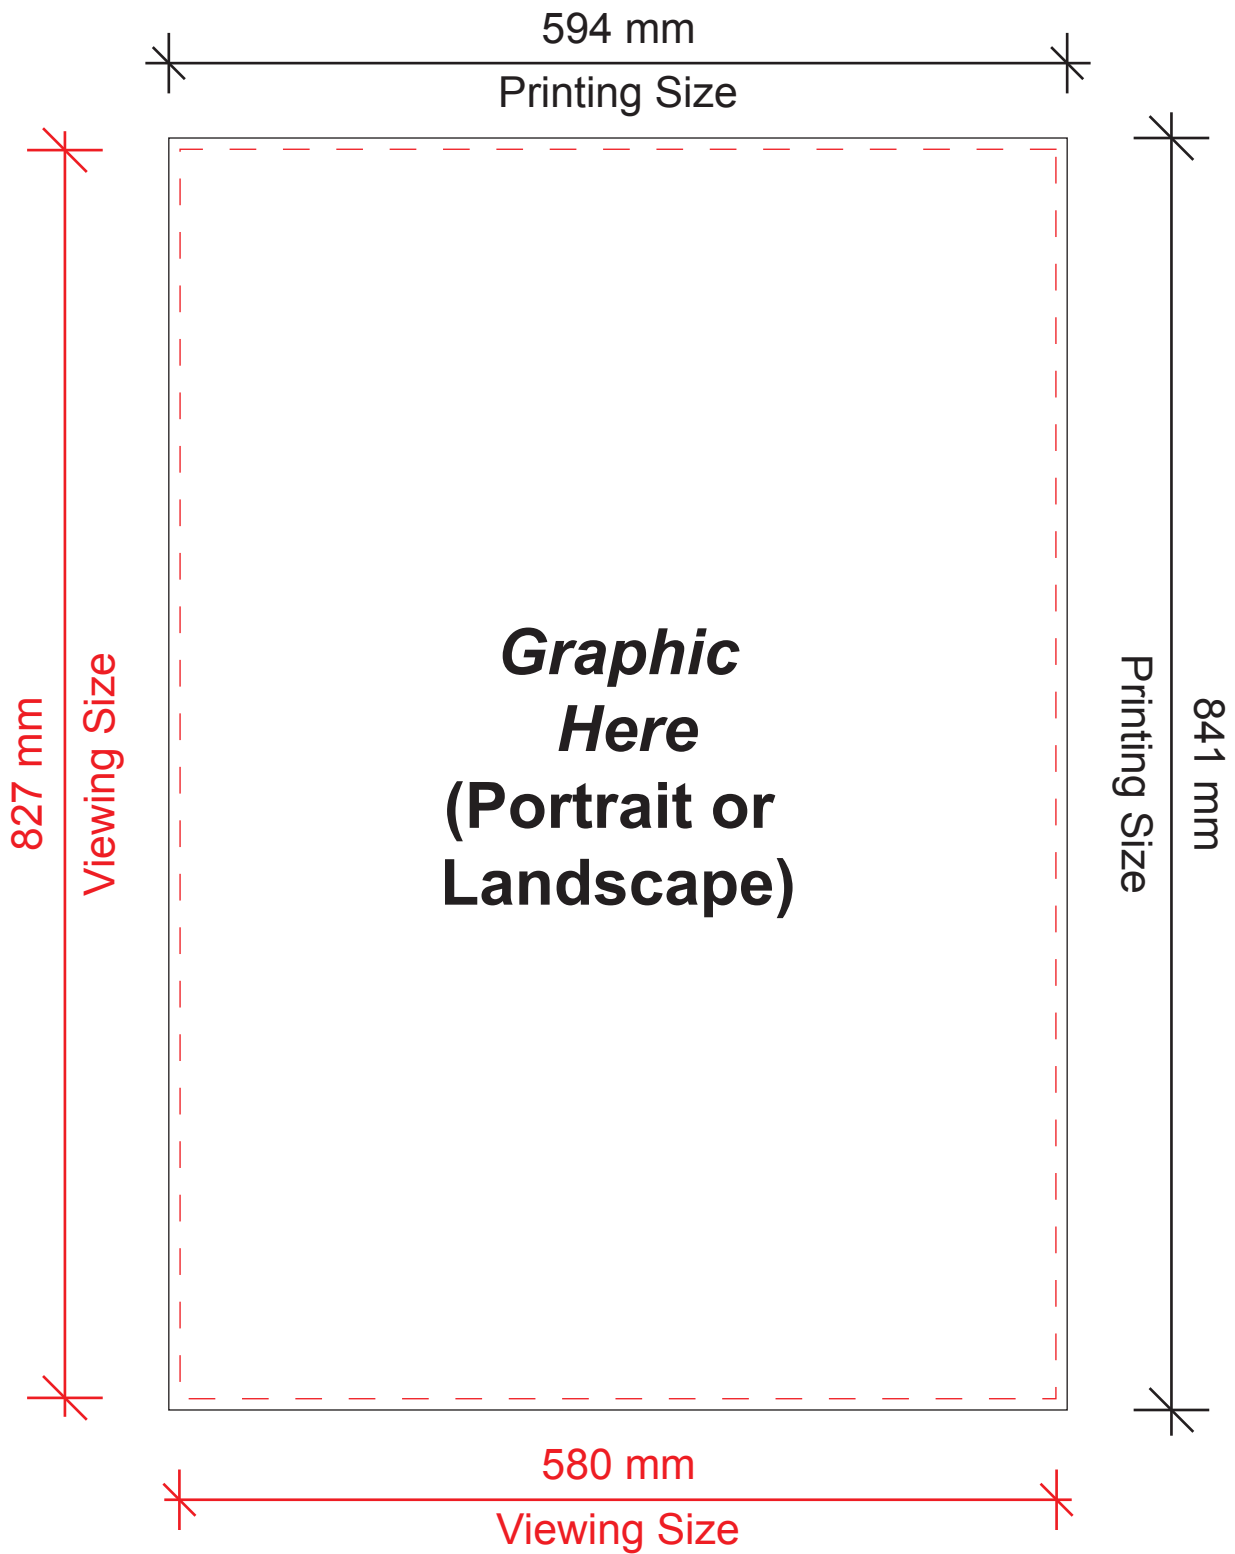 594 mm
Printing Size
827 mm
Viewing Size
Graphic
Here
(Portrait or
Landscape)
Printing Size
841 mm
580 mm
Viewing Size